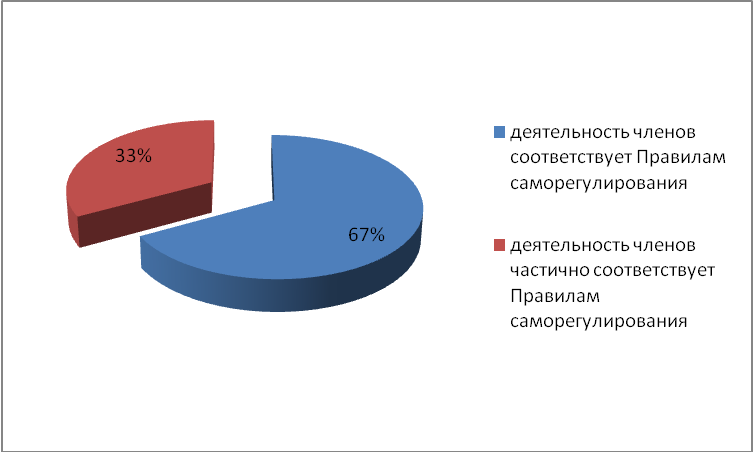 33%
67%
деятельность членов
соответствует Правилам
саморегулирования
деятельность членов
частично соответствует
Правилам
саморегулирования